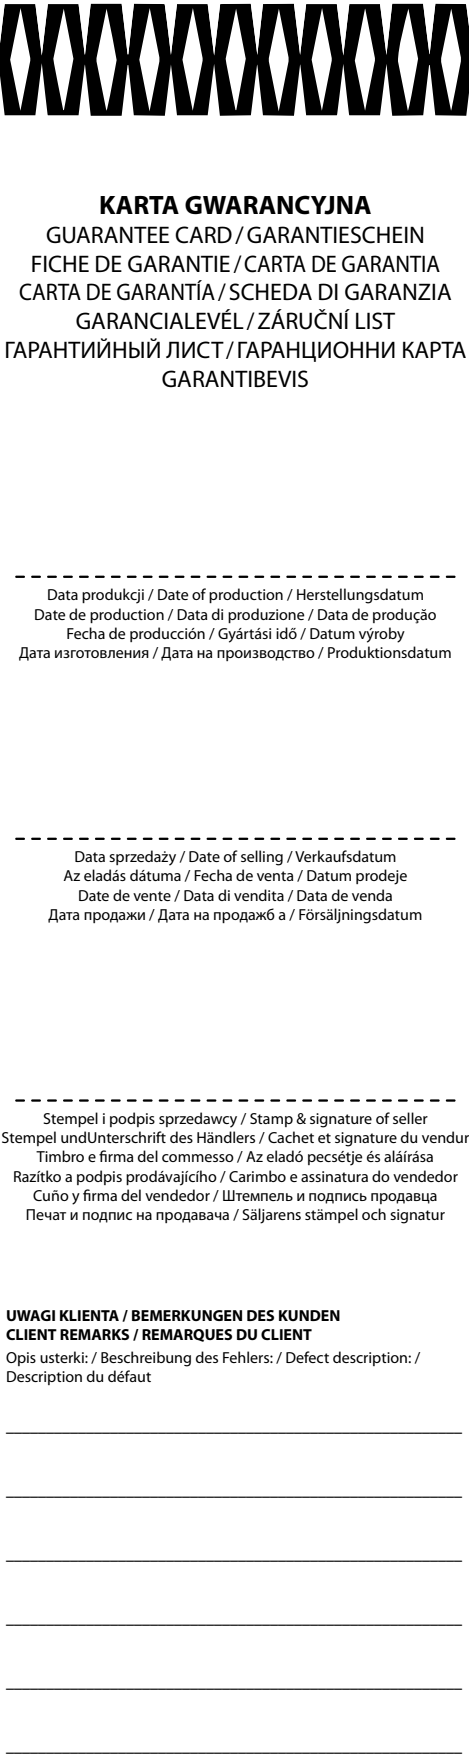 KARTA GWARANCYJNA
GUARANTEE CARD / GARANTIESCHEIN
FICHE DE GARANTIE / CARTA DE GARANTIA
CARTA DE GARANTÍA / SCHEDA DI GARANZIA
GARANCIALEVÉL / ZÁRUČNÍ LIST
ГАРАНТИЙНЫЙ ЛИСТ / ГАРАНЦИОННИ КАРТА
GARANTIBEVIS
Data produkcji / Date of production / Herstellungsdatum
Date de production / Data di produzione / Data de produção
Fecha de producción / Gyártási idő / Datum výroby
Дата изготовления / Дата на производство / Produktionsdatum
Data sprzedaży / Date of selling / Verkaufsdatum
Az eladás dátuma / Fecha de venta / Datum prodeje
Date de vente / Data di vendita / Data de venda
Дата продажи / Дата на продажб а / Försäljningsdatum
Stempel i podpis sprzedawcy / Stamp & signature of seller
Stempel undUnterschrift des Händlers / Cachet et signature du vendur
Timbro e firma del commesso / Az eladó pecsétje és aláírása
Razítko a podpis prodávajícího / Carimbo e assinatura do vendedor
Cuño y firma del vendedor / Штемпель и подпись продавца
Печат и подпис на продавача / Säljarens stämpel och signatur
UWAGI KLIENTA / BEMERKUNGEN DES KUNDEN
CLIENT REMARKS / REMARQUES DU CLIENT
Opis usterki: / Beschreibung des Fehlers: / Defect description: /
Description du défaut